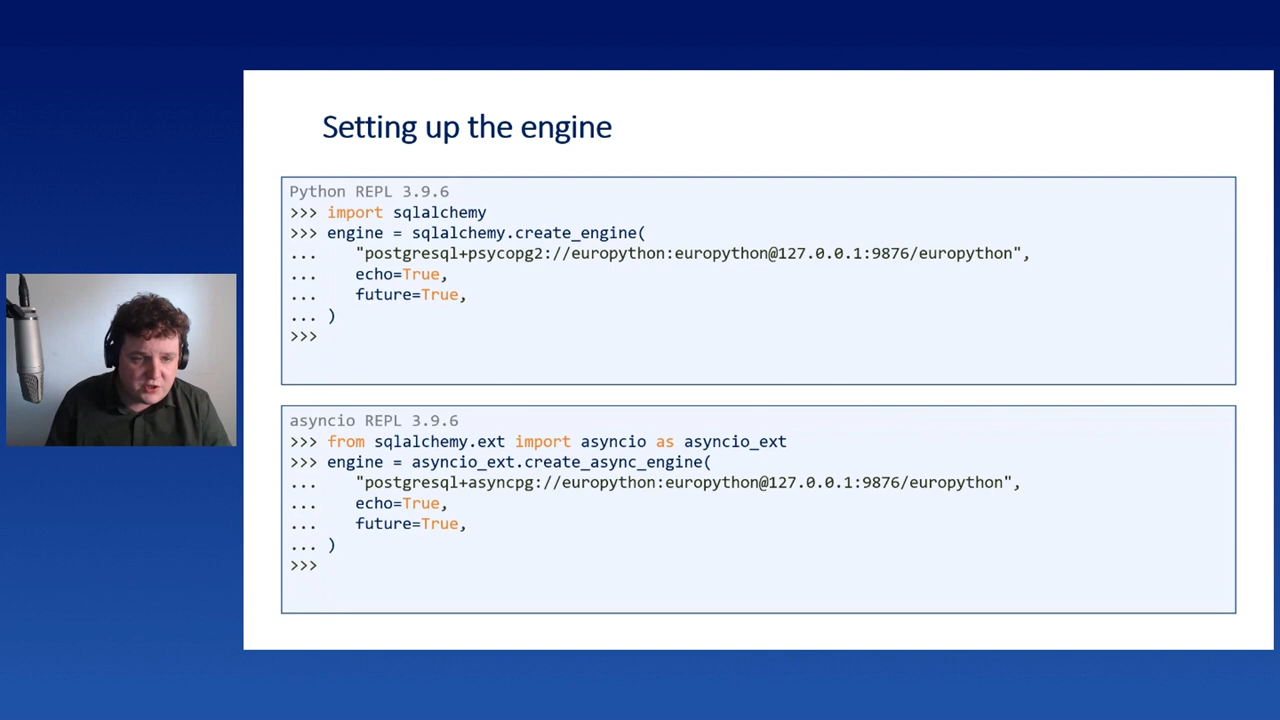 Setting up the engine
Python REPL 3.9.6
>>> import sqlalchemy
>>> engine = sqlalchemy.create_engine(
...    "postgresql+psycopg2://europython:europython@127.0.0.1:9876/europython",
...    echo=True,
...    future=True,
... )
>>>
asyncio REPL 3.9.6
>>> from sqlalchemy.ext import asyncio as asyncio_ext
>>> engine = asyncio_ext.create_async_engine(
...    "postgresql+asyncpg://europython:europython@127.0.0.1:9876/europython",
...    echo=True,
...    future=True,
... )
>>>